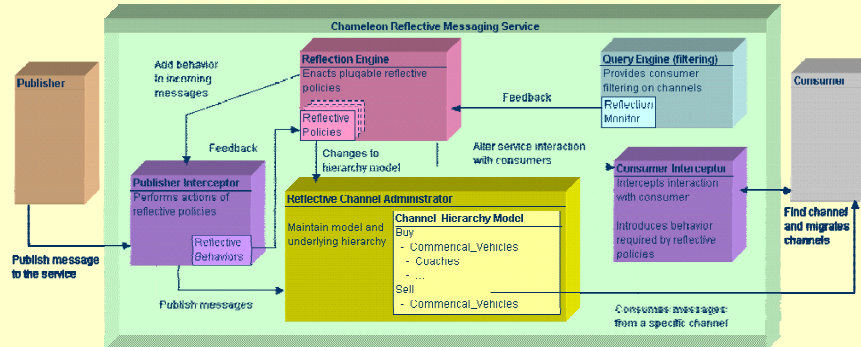 Chameleon Reflective Messaging Service
Publisher
Add behavior
to incoming
messages
Reflection Engine
Enacts plugable reflective
policies
Reflective
Policies
Feedback
Query Engine (filtering)
Provides consumer
filtering on channels
Reflection
Monitor
Consumer
Feedback
Changes to
hierarchy model
Alter service interaction
with consumers
Publisher Interceptor
Performs actions of
reflective policies
Reflective
Behaviors
Reflective Channel Administrator
Maintain model and
underlying hierarchy
Channel Hierarchy Model
Buy
- Commerical_Vehicles
- Coaches
- ...
Sell
- Commerical_Vehicles
Consumer Interceptor
Intercepts interaction
with consumer
Introduces behavior
required by reflective
policies
Find channel
and migrates
channels
Publish message
to the service
Publish messages
Consumes messages
from a specific channel